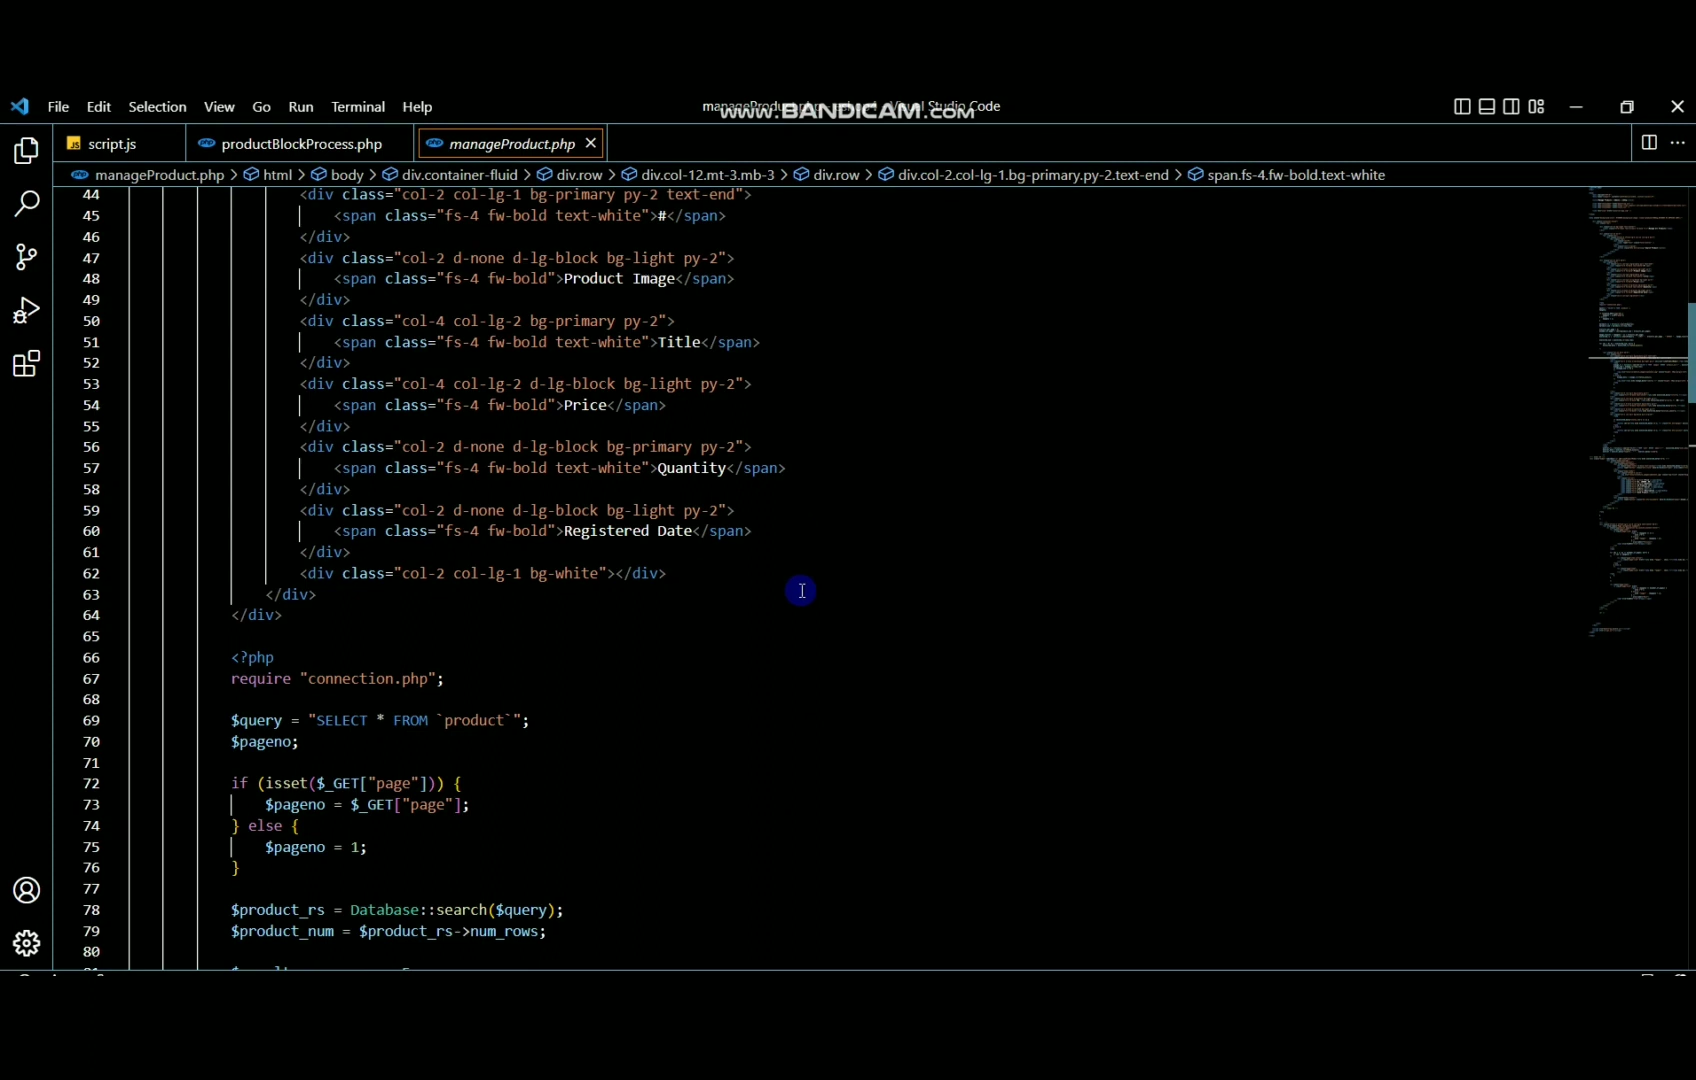 File Edit Selection View Go Run Terminal Help
Visual Studio Code
www.BANDICAM.com
script.js productBlockProcess.php manageProduct.php
manageProduct.php > html > body > div.container-fluid > div.row > div.col-12.mt-3.mb-3 > div.row > div.col-2.col-lg-1.bg-primary.py-2.text-end > span.fs-4.fw-bold.text-white
44 <div class="col-2 col-lg-1 bg-primary py-2 text-end">
45 <span class="fs-4 fw-bold text-white">#</span>
46 </div>
47 <div class="col-2 d-none d-lg-block bg-light py-2">
48 <span class="fs-4 fw-bold">Product Image</span>
49 </div>
50 <div class="col-4 col-lg-2 bg-primary py-2">
51 <span class="fs-4 fw-bold text-white">Title</span>
52 </div>
53 <div class="col-4 col-lg-2 d-lg-block bg-light py-2">
54 <span class="fs-4 fw-bold">Price</span>
55 </div>
56 <div class="col-2 d-none d-lg-block bg-primary py-2">
57 <span class="fs-4 fw-bold text-white">Quantity</span>
58 </div>
59 <div class="col-2 d-none d-lg-block bg-light py-2">
60 <span class="fs-4 fw-bold">Registered Date</span>
61 </div>
62 <div class="col-2 col-lg-1 bg-white"></div>
63 </div>
64 </div>
65
66 <?php
67 require "connection.php";
68
69 $query = "SELECT * FROM `product`";
70 $pageno;
71
72 if (isset($_GET["page"])) {
73 $pageno = $_GET["page"];
74 } else {
75 $pageno = 1;
76 }
77
78 $product_rs = Database::search($query);
79 $product_num = $product_rs->num_rows;
80